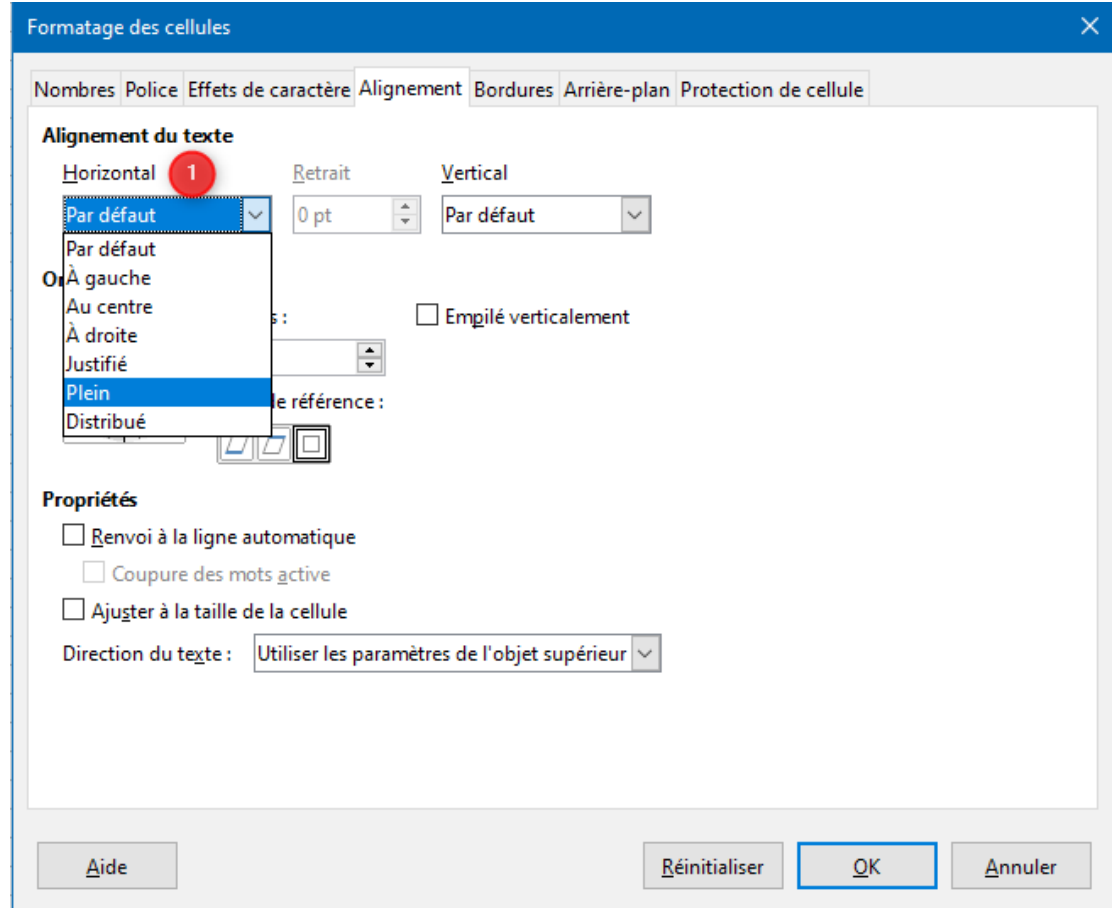 Formatage des cellules
Nombres Police Effets de caractère Alignement Bordures Arrière-plan Protection de cellule
Alignement du texte
Horizontal 1 Retrait Vertical
Par défaut 0 pt Par défaut
Par défaut
À gauche
Au centre
À droite
Justifié
Plein
Distribué
Empilé verticalement
de référence :
Propriétés
Renvoi à la ligne automatique
Coupure des mots active
Ajuster à la taille de la cellule
Direction du texte : Utiliser les paramètres de l'objet supérieur
Aide Réinitialiser OK Annuler